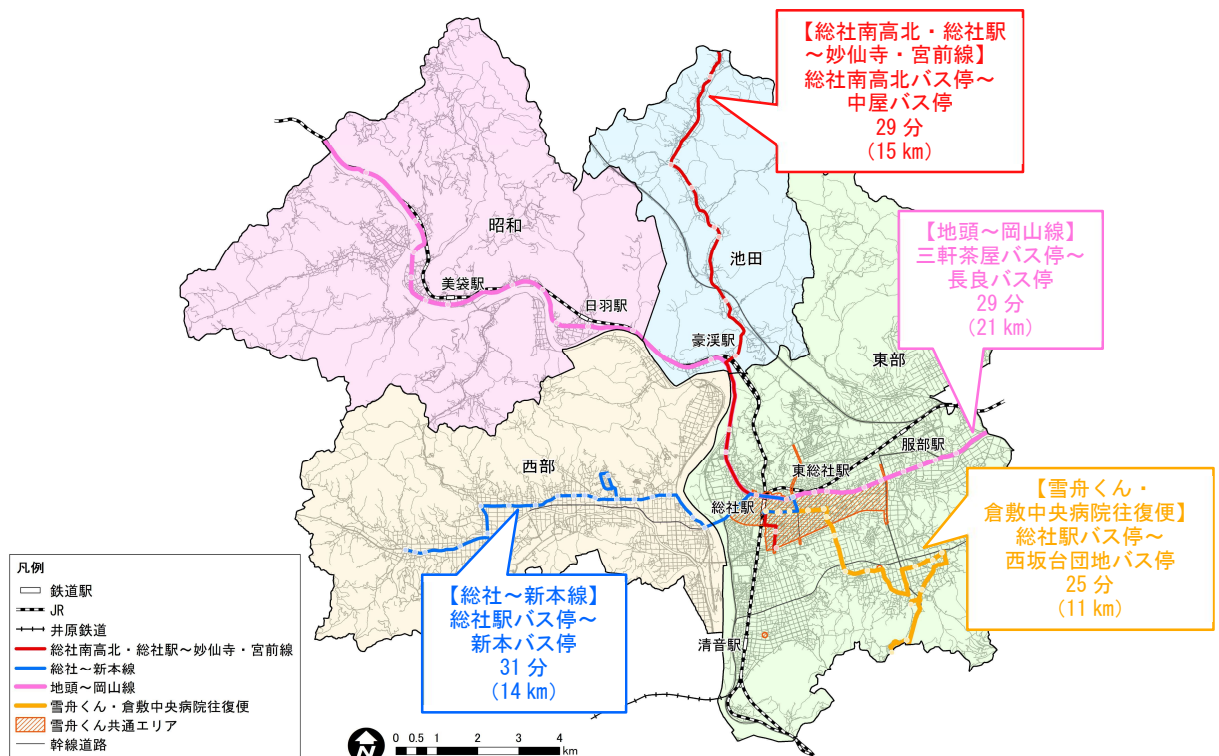 【総社南高北・総社駅
～妙仙寺・宮前線】
総社南高北バス停～
中屋バス停
29 分
(15 km)
【地頭～岡山線】
三軒茶屋バス停～
長良バス停
29 分
(21 km)
昭和
池田
美袋駅
日羽駅
豪渓駅
東部
服部駅
東総社駅
西部
総社駅
【雪舟くん・
倉敷中央病院往復便】
総社駅バス停～
西坂台団地バス停
25 分
(11 km)
【総社～新本線】
総社駅バス停～
新本バス停
31 分
(14 km)
清音駅
凡例
鉄道駅
JR
井原鉄道
総社南高北・総社駅～妙仙寺・宮前線
総社～新本線
地頭～岡山線
雪舟くん・倉敷中央病院往復便
雪舟くん共通エリア
幹線道路
N
0 0.5 1 2 3 4
km